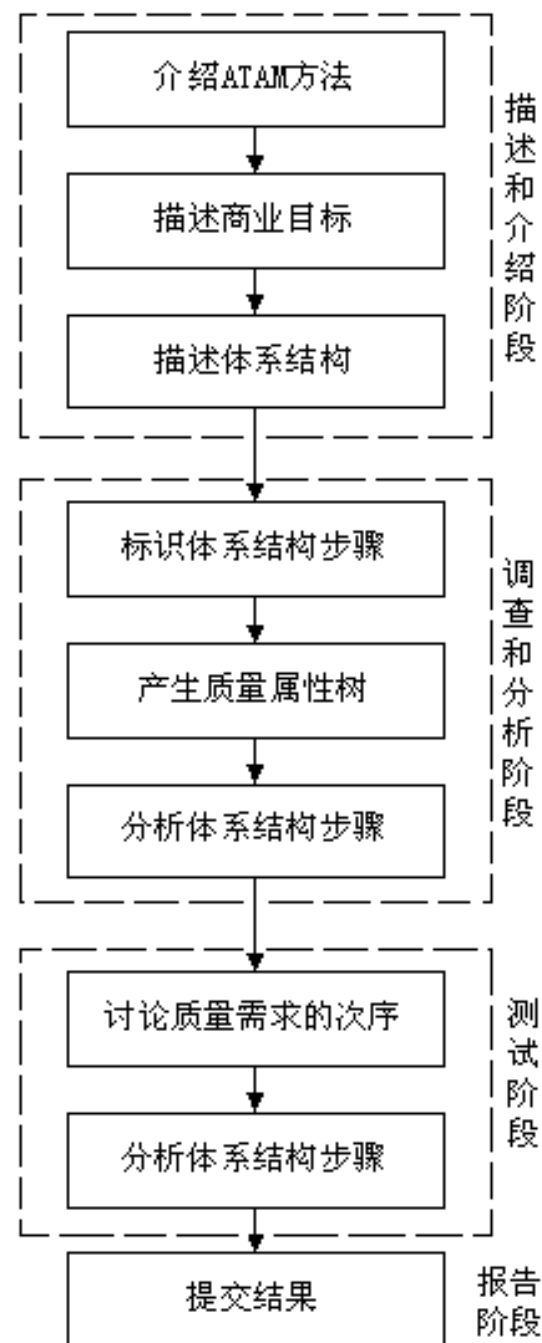 介绍ATAM方法
描述商业目标
描述体系结构
描述和介绍阶段
标识体系结构步骤
产生质量属性树
分析体系结构步骤
调查和分析阶段
讨论质量需求的次序
分析体系结构步骤
测试阶段
提交结果
报告
阶段